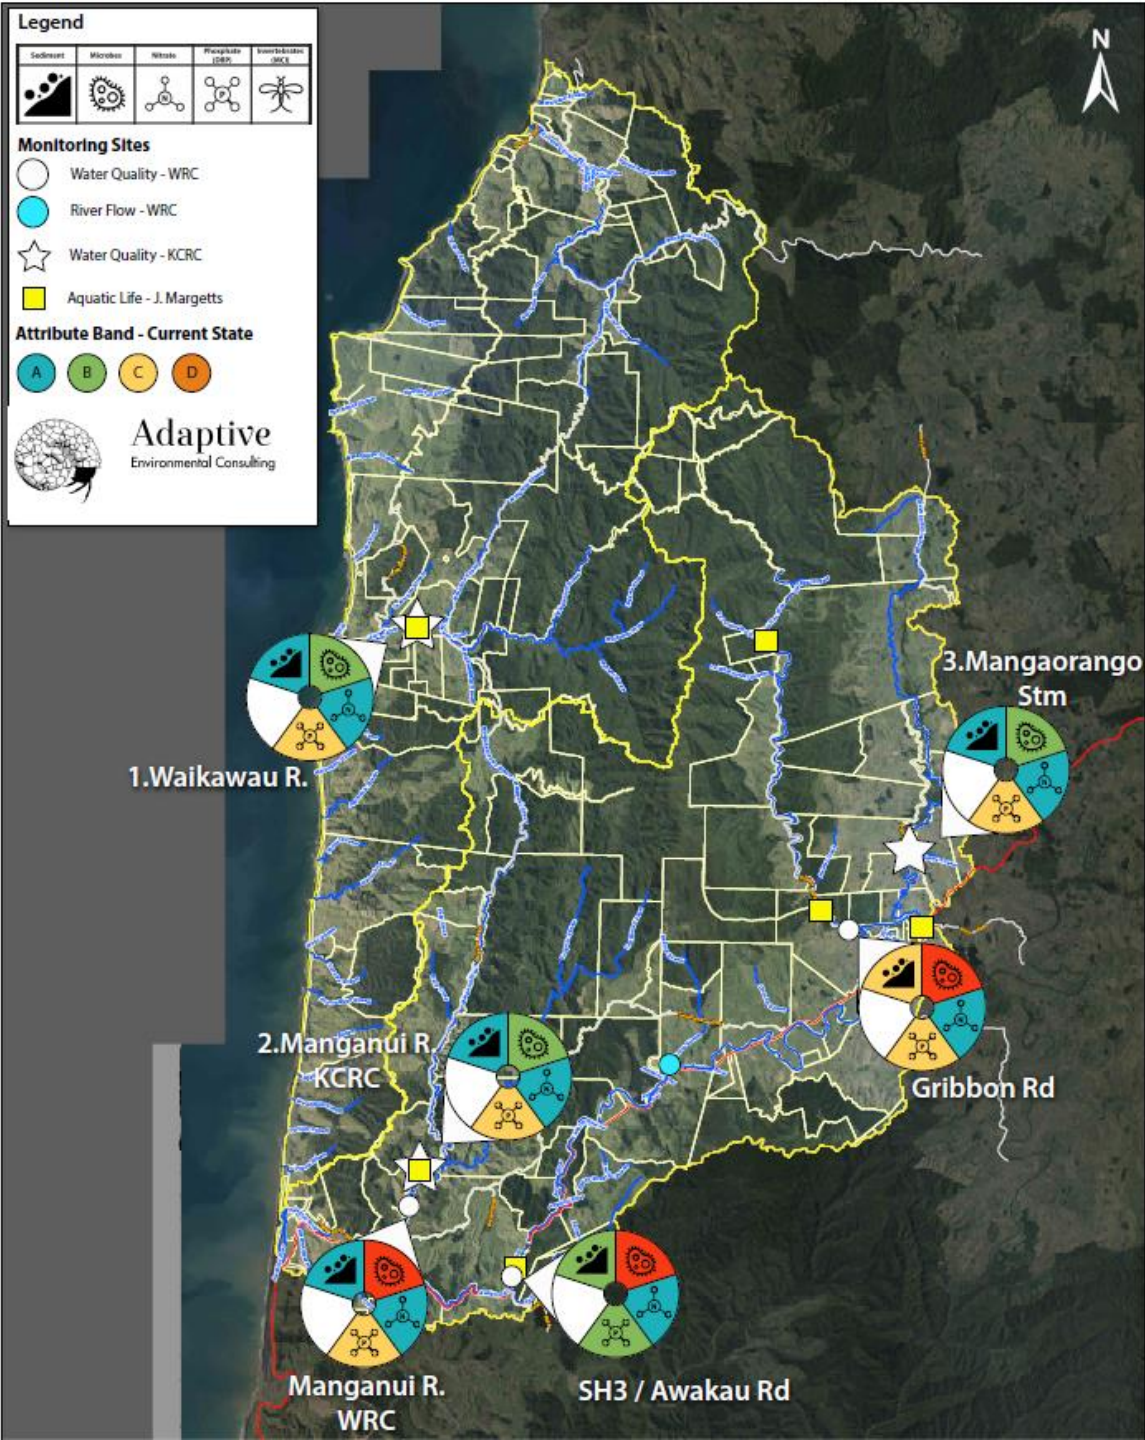 Legend
Sediment Microbes Nitrate Phosphate (DRP) Invertebrates (MCI)
N
P
Monitoring Sites
Water Quality - WRC
River Flow - WRC
Water Quality - KCRC
Aquatic Life - J. Margetts
Attribute Band - Current State
A B C D
Adaptive
Environmental Consulting
N
3.Mangaorango
Stm
1.Waikawau R.
2.Manganui R.
KCRC
Gribbon Rd
Manganui R.
WRC
SH3 / Awakau Rd